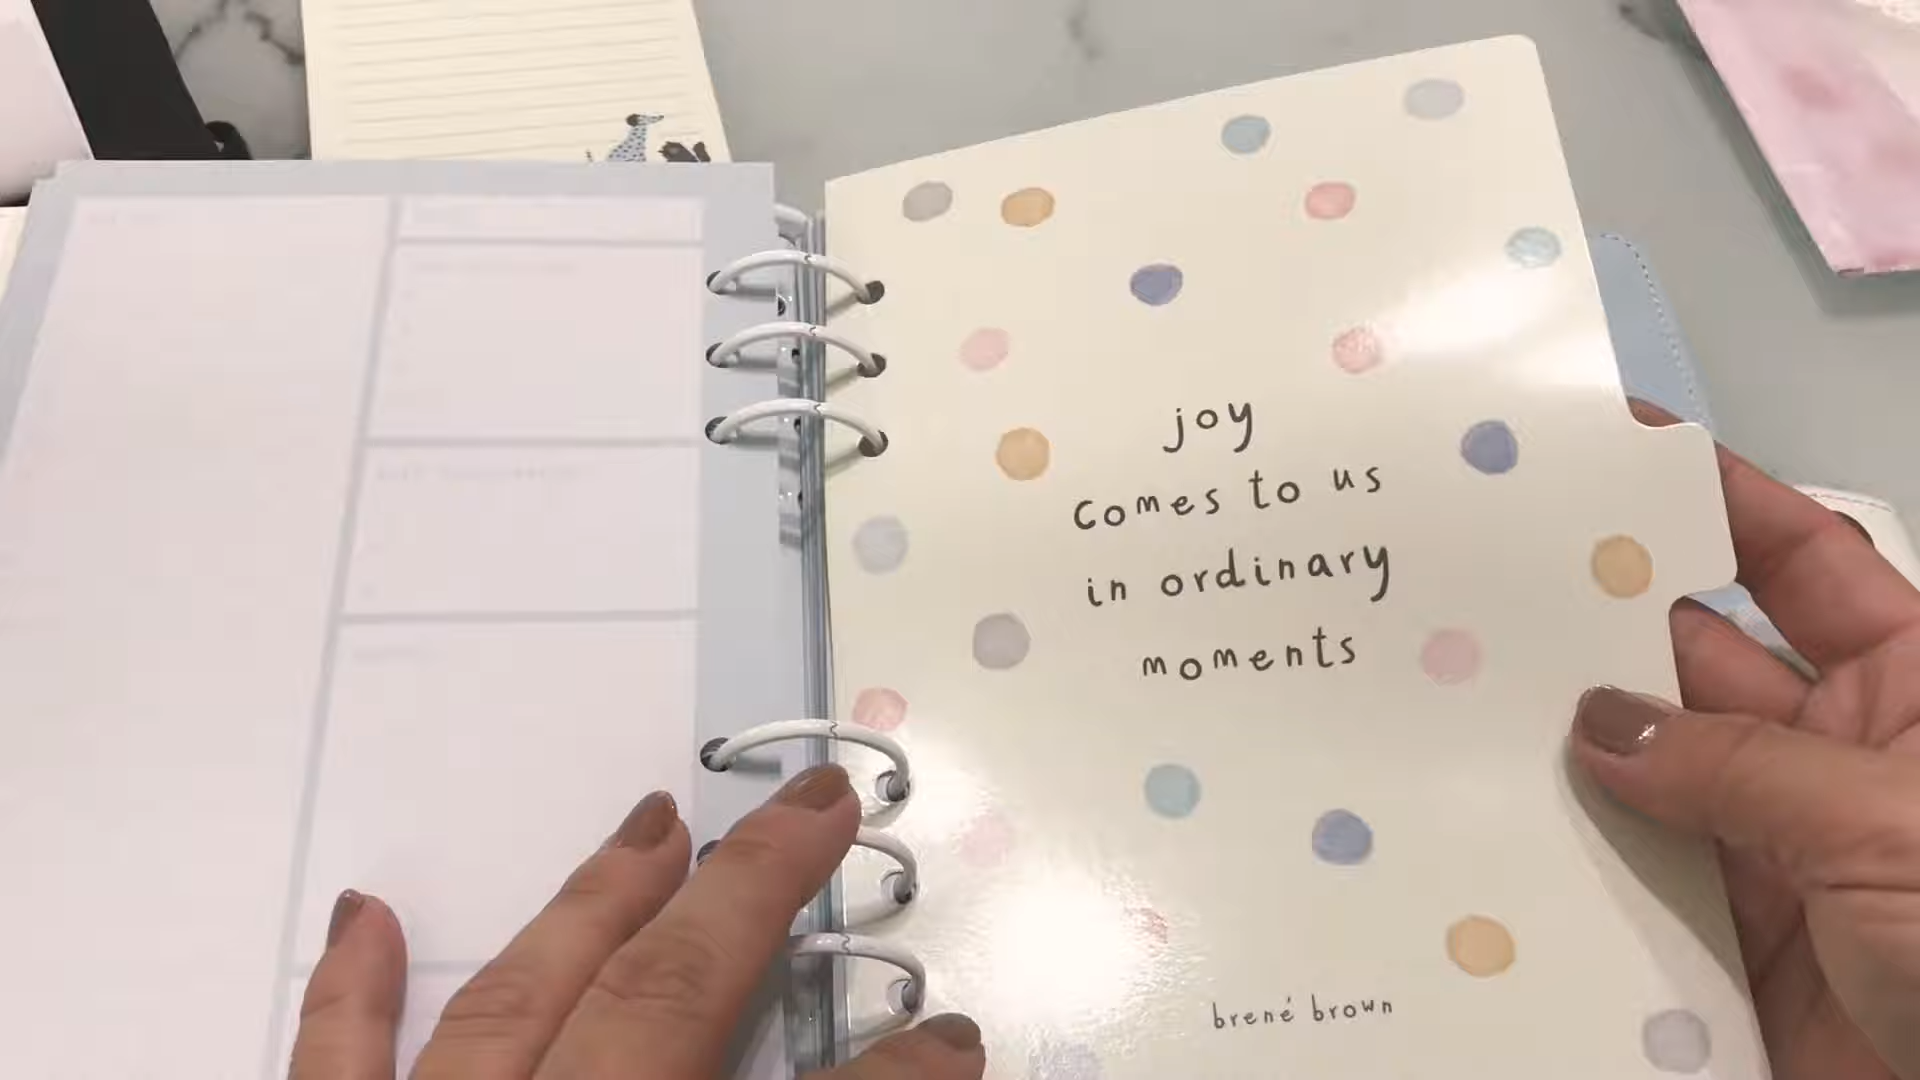 joy
comes to us
in ordinary
moments
brené brown